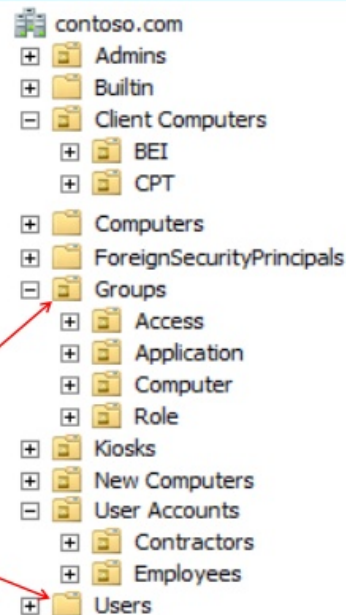 contoso.com
Admins
Builtin
Client Computers
BEI
CPT
Computers
ForeignSecurityPrincipals
Groups
Access
Application
Computer
Role
Kiosks
New Computers
User Accounts
Contractors
Employees
Users